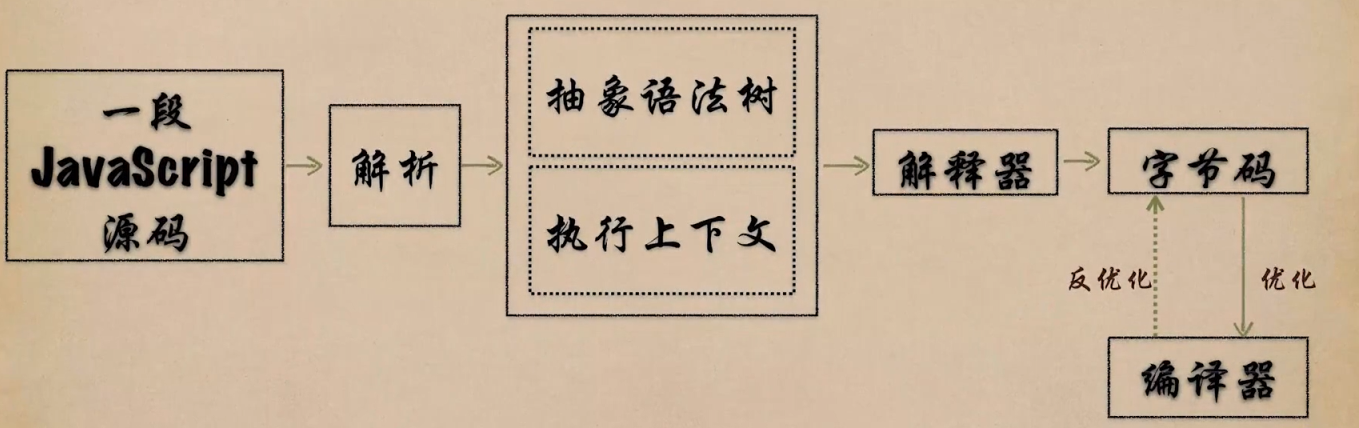 一段
JavaScript
源码
解析
抽象语法树
执行上下文
解释器
字节码
反优化
优化
编译器